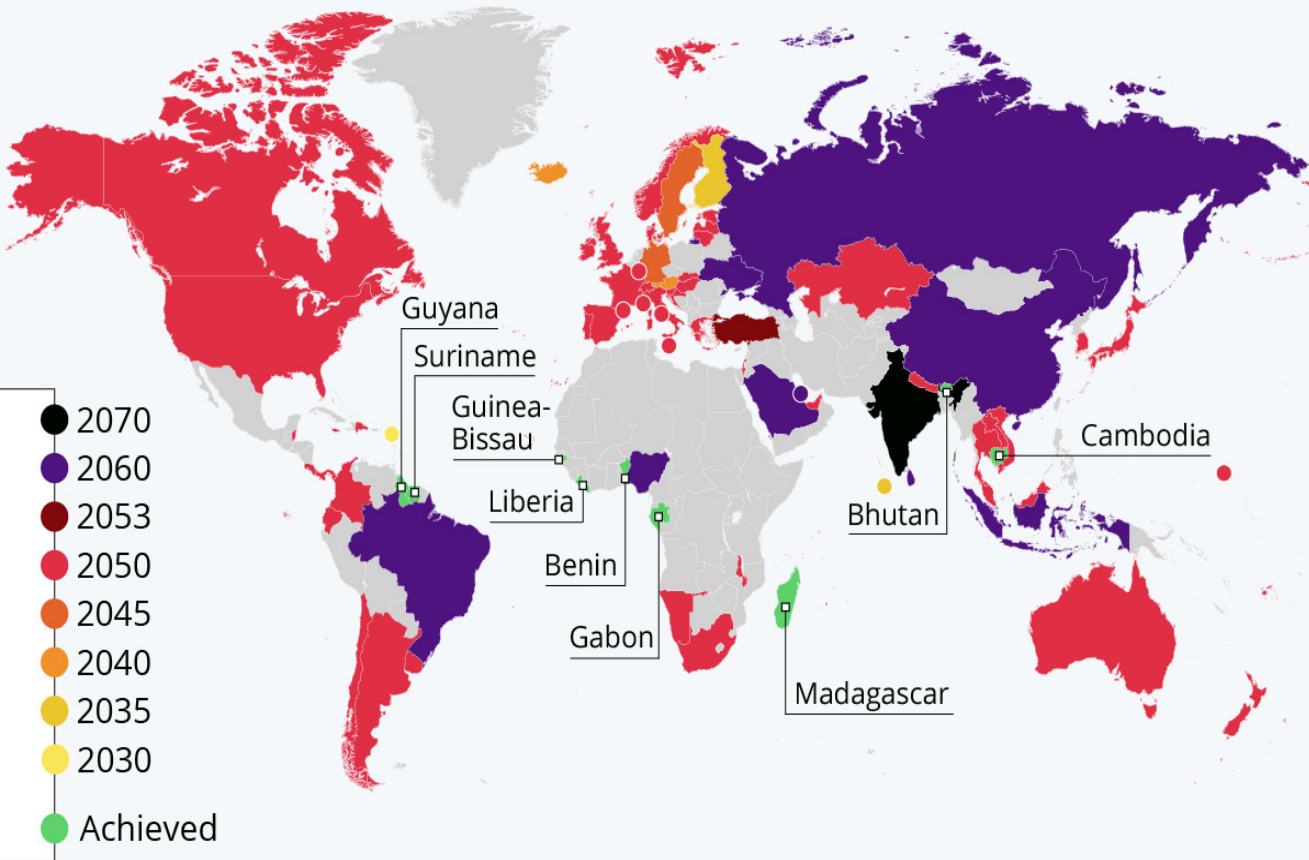 Guyana
Suriname
Guinea-
Bissau
Liberia
Benin
Gabon
Madagascar
Bhutan
Cambodia
2070
2060
2053
2050
2045
2040
2035
2030
Achieved